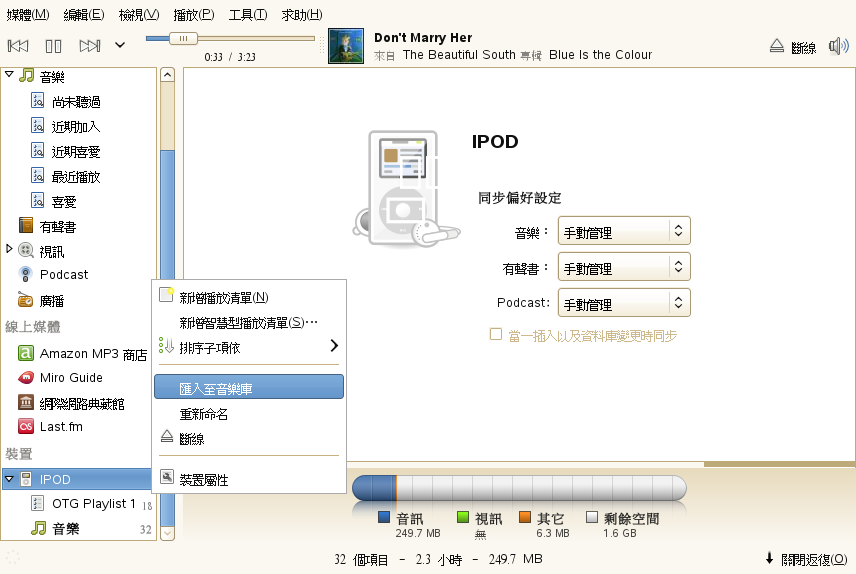 媒體(M) 編輯(E) 檢視(V) 播放(P) 工具(T) 求助(H)
Don't Marry Her
來自 The Beautiful South 專輯 Blue Is the Colour
0:33 / 3:23
斷線
音樂
尚未聽過
近期加入
近期喜愛
最近播放
喜愛
有聲書
視訊
Podcast
廣播
線上媒體
Amazon MP3 商店
Miro Guide
網際網路典藏館
Last.fm
裝置
IPOD
OTG Playlist 1 18
音樂 32
新增播放清單(N)
新增智慧型播放清單(S)⋯
排序子項依
匯入至音樂庫
重新命名
斷線
裝置屬性
IPOD
同步偏好設定
音樂：
手動管理
有聲書：
手動管理
Podcast:
手動管理
當一插入以及資料庫變更時同步
音訊
249.7 MB
視訊
無
其它
6.3 MB
剩餘空間
1.6 GB
32 個項目 – 2.3 小時 – 249.7 MB
關閉返復(O)